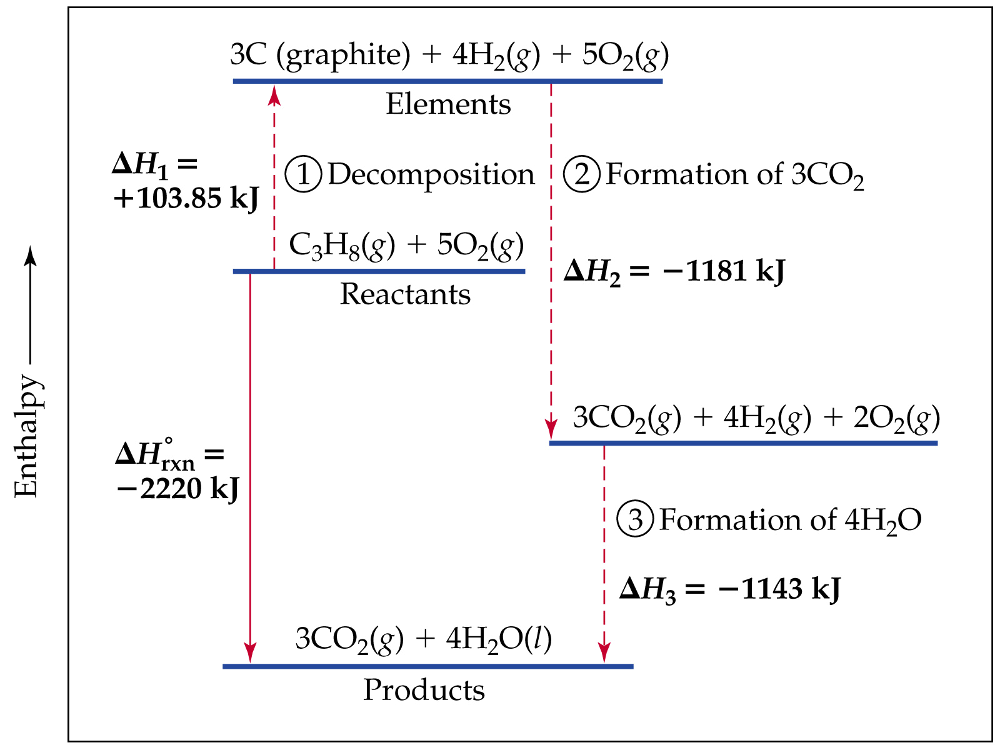 3C (graphite) + 4H₂(g) + 5O₂(g)
Elements
ΔH₁ =
+103.85 kJ
① Decomposition
② Formation of 3CO₂
C₃H₈(g) + 5O₂(g)
Reactants
ΔH₂ = −1181 kJ
Enthalpy
3CO₂(g) + 4H₂(g) + 2O₂(g)
ΔH°rxn =
−2220 kJ
③ Formation of 4H₂O
ΔH₃ = −1143 kJ
3CO₂(g) + 4H₂O(l)
Products